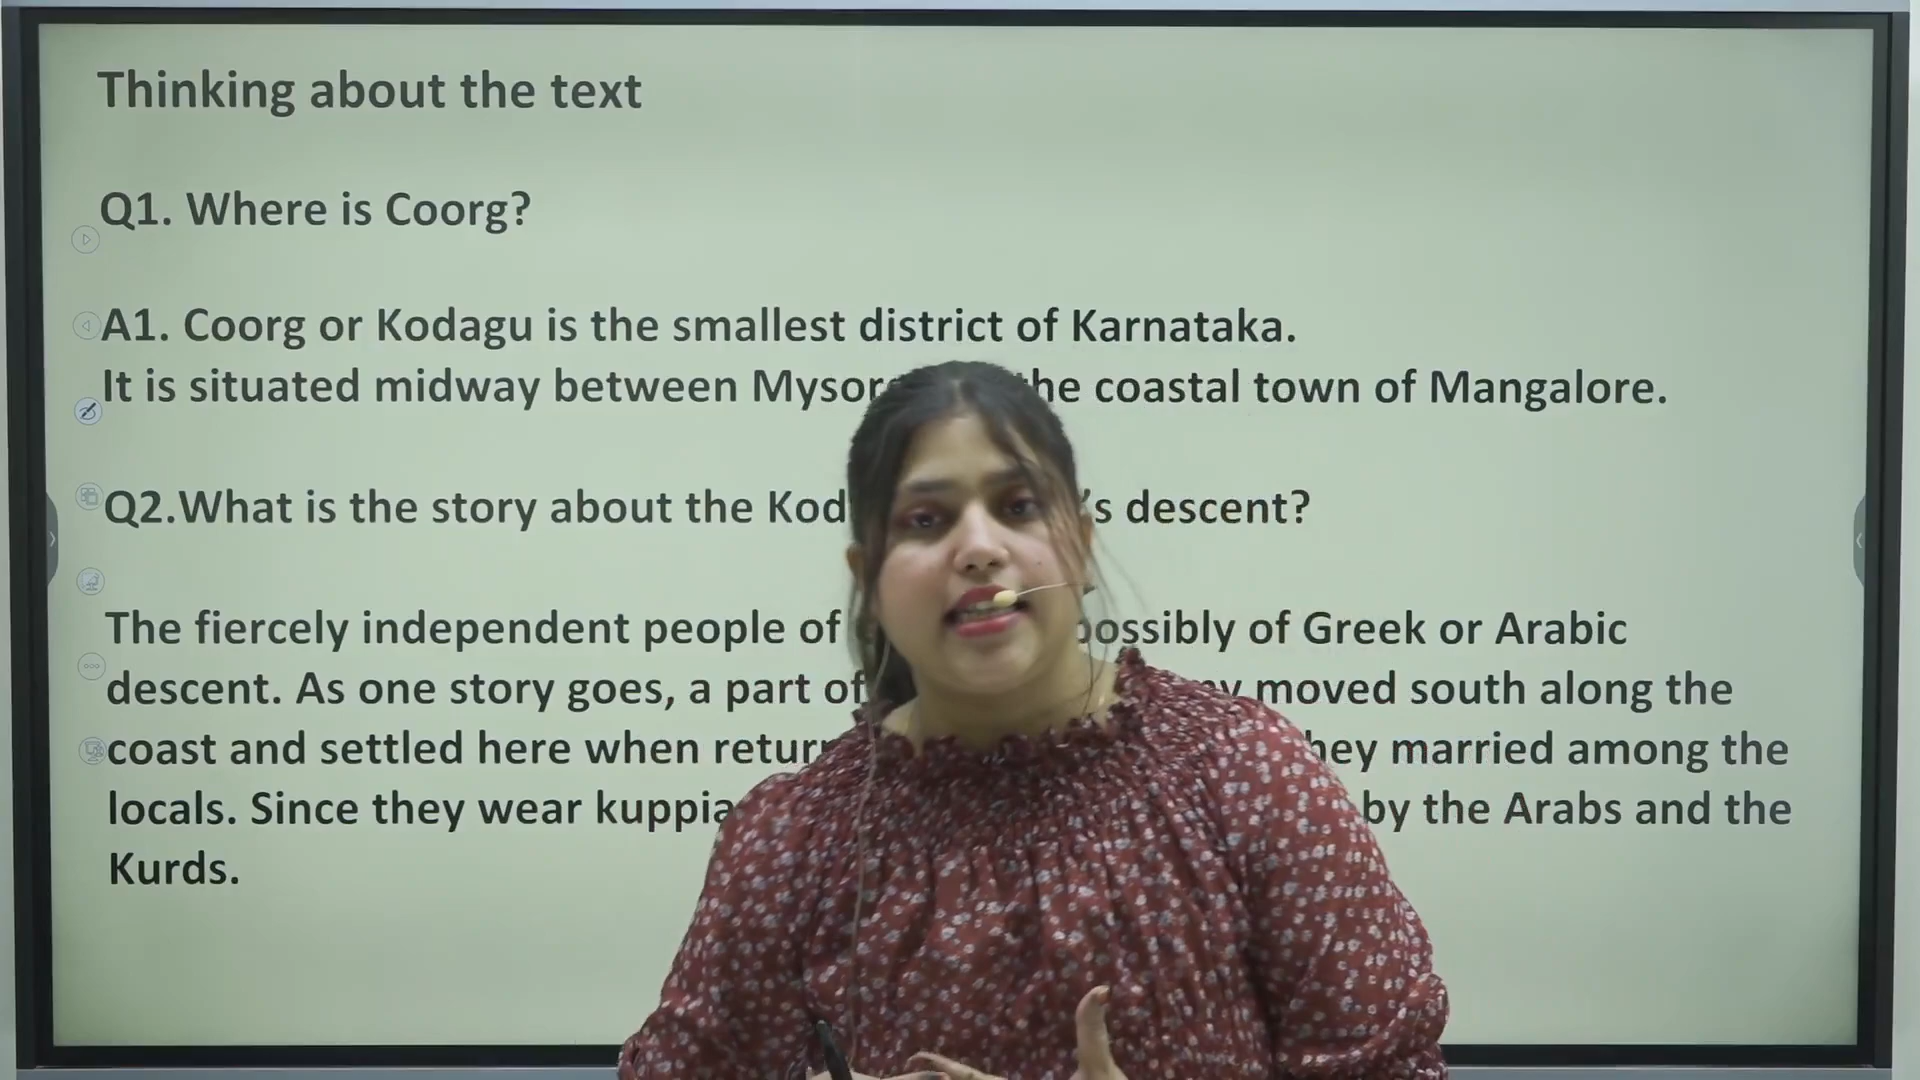 Thinking about the text
Q1. Where is Coorg?
A1. Coorg or Kodagu is the smallest district of Karnataka.
It is situated midway between Mysore the coastal town of Mangalore.
Q2.What is the story about the 's descent?
The fiercely independent people of possibly of Greek or Arabic
descent. As one story goes, a part of moved south along the
coast and settled here when they married among the
locals. Since they wear by the Arabs and the
Kurds.